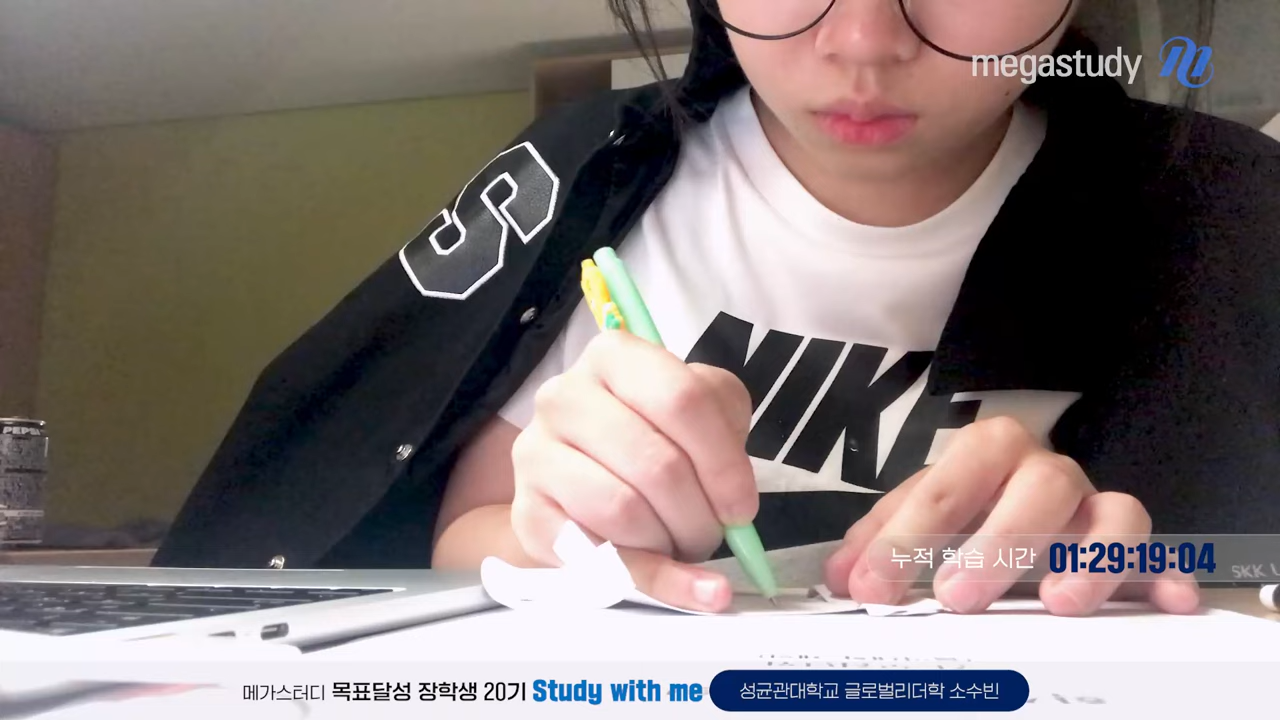 megastudy
S
PEPSI
NIKE
누적 학습 시간 01:29:19:04
SKK U
메가스터디 목표달성 장학생 20기 Study with me 성균관대학교 글로벌리더학 소수빈